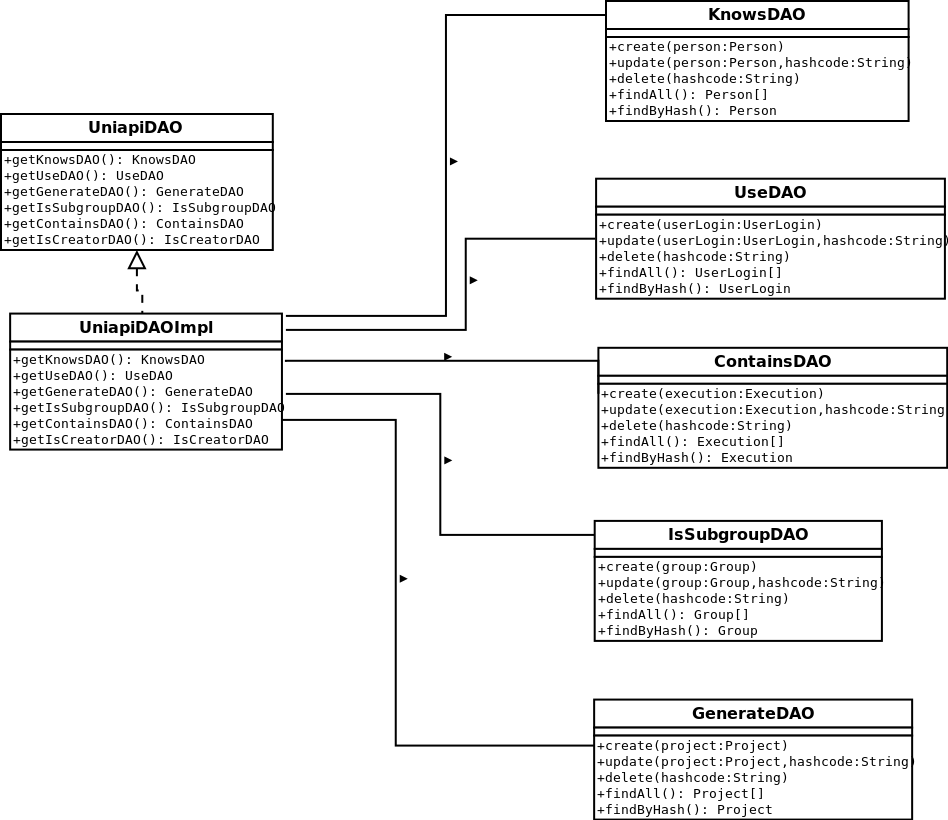 KnowsDAO
+create(person:Person)
+update(person:Person,hashcode:String)
+delete(hashcode:String)
+findAll(): Person[]
+findByHash(): Person
UniapiDAO
+getKnowsDAO(): KnowsDAO
+getUseDAO(): UseDAO
+getGenerateDAO(): GenerateDAO
+getIsSubgroupDAO(): IsSubgroupDAO
+getContainsDAO(): ContainsDAO
+getIsCreatorDAO(): IsCreatorDAO
UseDAO
+create(userLogin:UserLogin)
+update(userLogin:UserLogin,hashcode:String)
+delete(hashcode:String)
+findAll(): UserLogin[]
+findByHash(): UserLogin
UniapiDAOImpl
+getKnowsDAO(): KnowsDAO
+getUseDAO(): UseDAO
+getGenerateDAO(): GenerateDAO
+getIsSubgroupDAO(): IsSubgroupDAO
+getContainsDAO(): ContainsDAO
+getIsCreatorDAO(): IsCreatorDAO
ContainsDAO
+create(execution:Execution)
+update(execution:Execution,hashcode:String
+delete(hashcode:String)
+findAll(): Execution[]
+findByHash(): Execution
IsSubgroupDAO
+create(group:Group)
+update(group:Group,hashcode:String)
+delete(hashcode:String)
+findAll(): Group[]
+findByHash(): Group
GenerateDAO
+create(project:Project)
+update(project:Project,hashcode:String)
+delete(hashcode:String)
+findAll(): Project[]
+findByHash(): Project